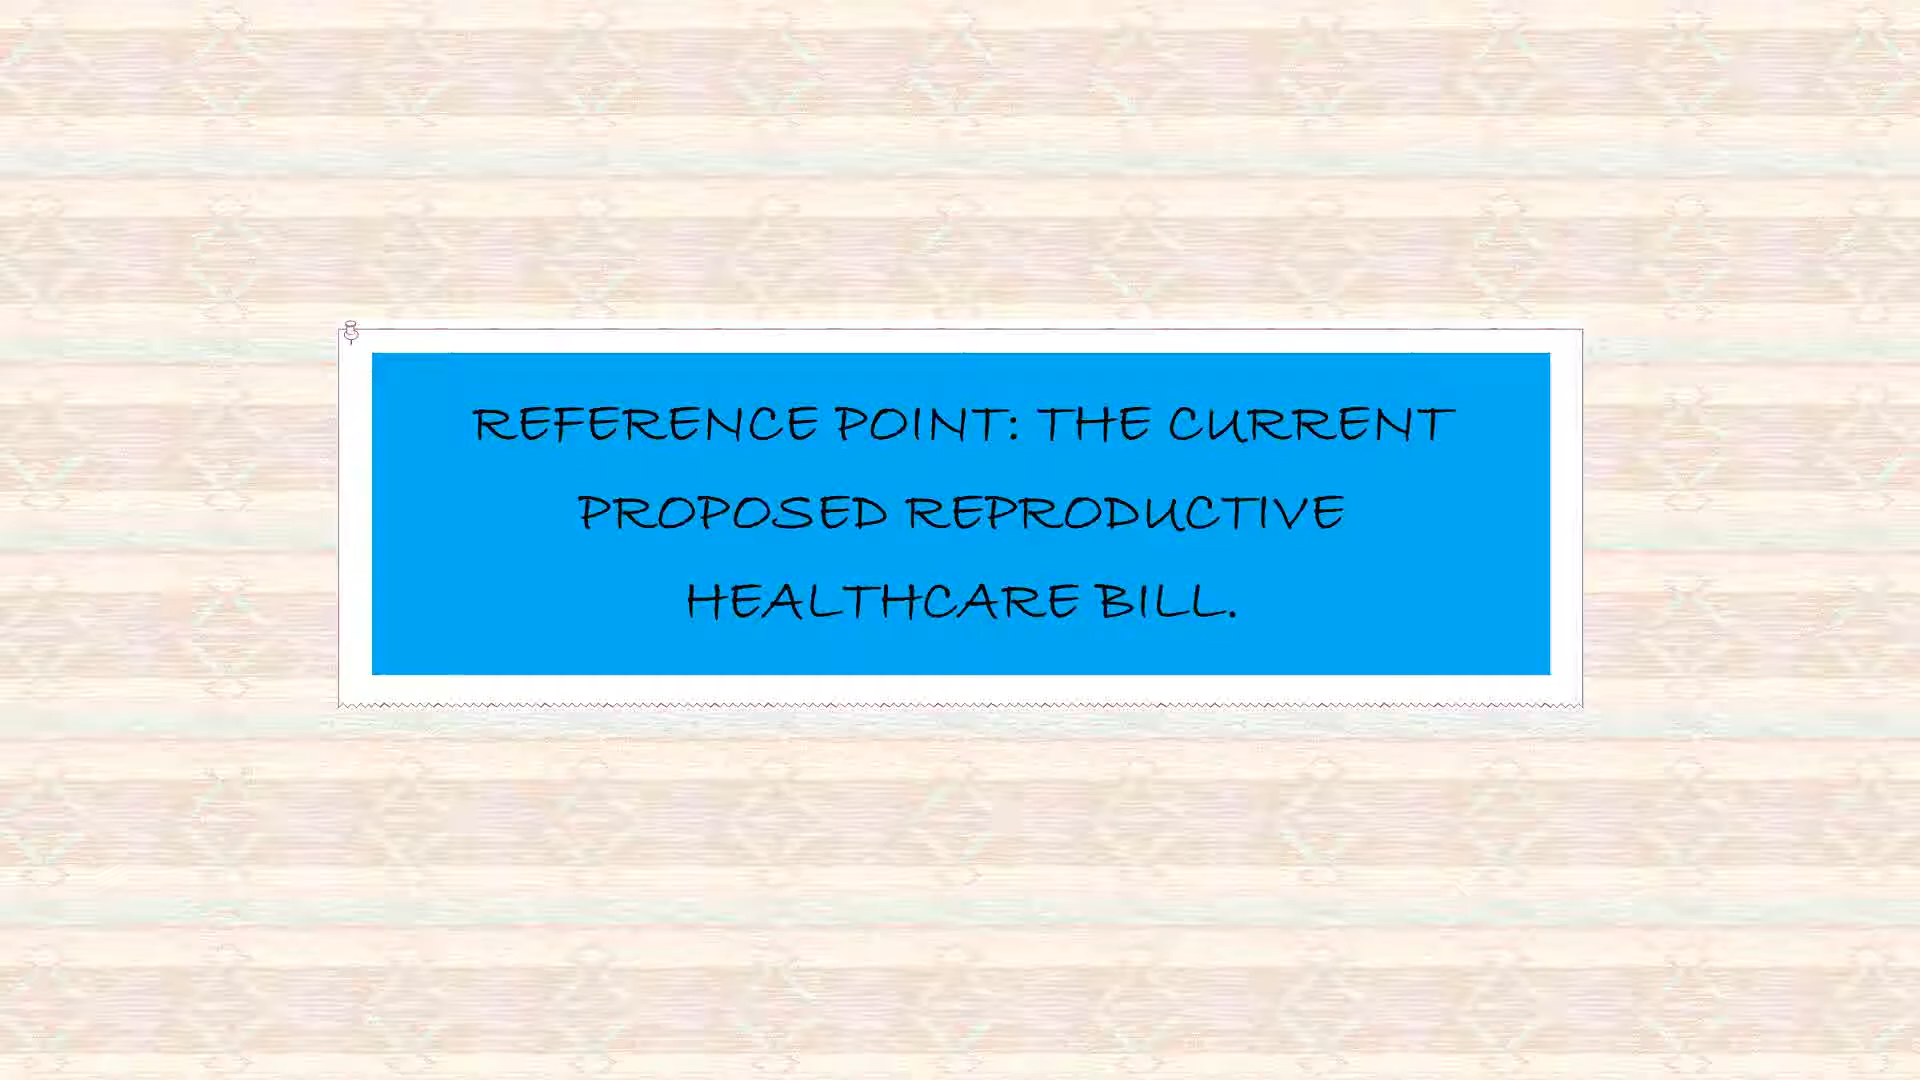 REFERENCE POINT: THE CURRENT
PROPOSED REPRODUCTIVE
HEALTHCARE BILL.